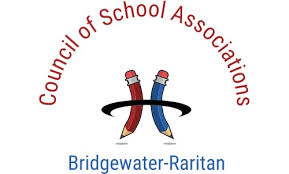 Council of School Associations
Bridgewater-Raritan